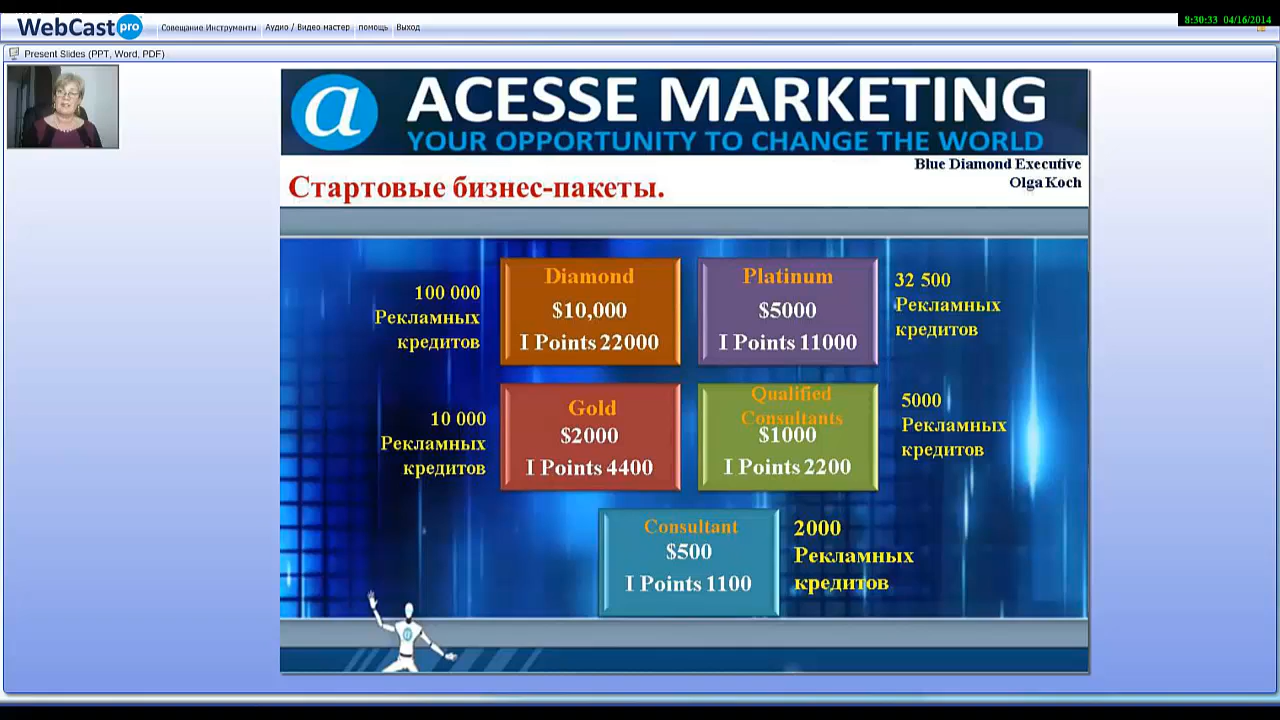 8:30:33 04/16/2014
WebCast pro
Совещание Инструменты Аудио / Видео мастер помощь Выход
Present Slides (PPT, Word, PDF)
a ACESSE MARKETING
YOUR OPPORTUNITY TO CHANGE THE WORLD
Blue Diamond Executive
Olga Koch
Стартовые бизнес-пакеты.
100 000
Рекламных
кредитов
Diamond
$10,000
I Points 22000
Platinum
$5000
I Points 11000
32 500
Рекламных
кредитов
10 000
Рекламных
кредитов
Gold
$2000
I Points 4400
Qualified
Consultants
$1000
I Points 2200
5000
Рекламных
кредитов
Consultant
$500
I Points 1100
2000
Рекламных
кредитов
a